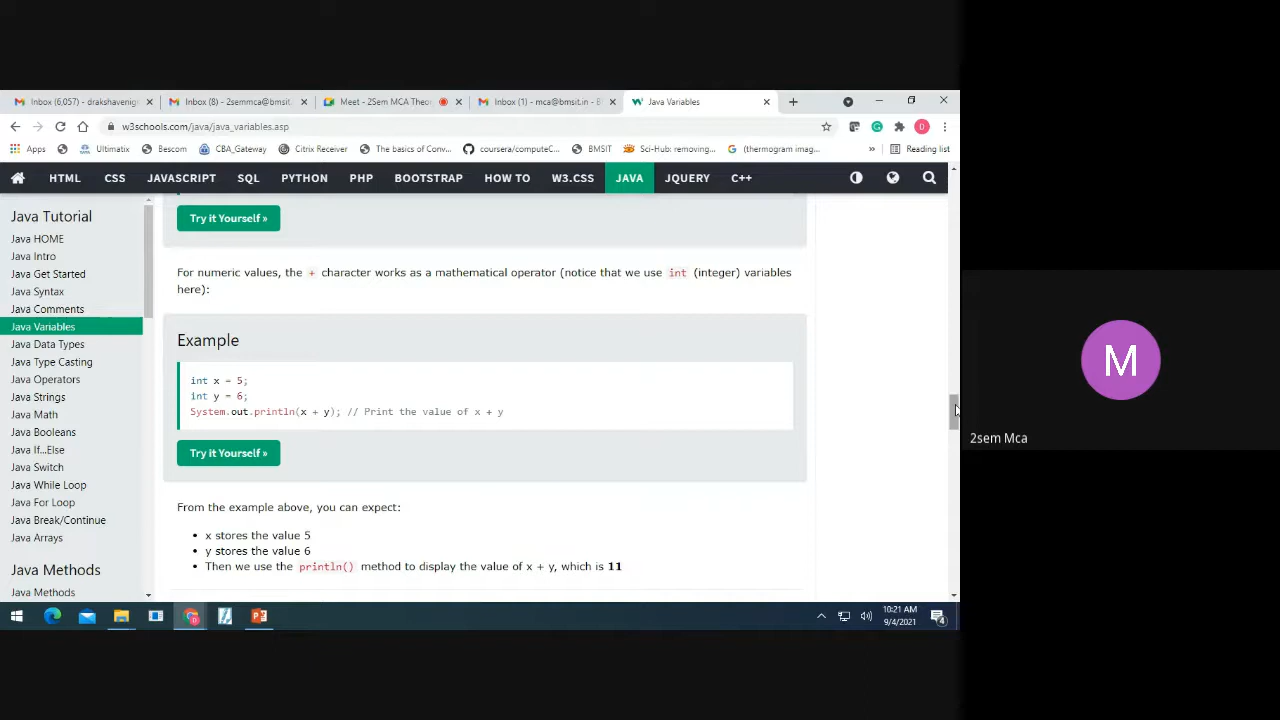 Inbox (6,057) - drakshavenig
Inbox (8) - 2semmca@bmsit.
Meet - 2Sem MCA Theor
Inbox (1) - mca@bmsit.in - B
Java Variables
w3schools.com/java/java_variables.asp
Apps
Ultimatix
Bescom
CBA_Gateway
Citrix Receiver
The basics of Conv...
coursera/computeC...
BMSIT
Sci-Hub: removing...
(thermogram imag...
»
Reading list
HTML CSS JAVASCRIPT SQL PYTHON PHP BOOTSTRAP HOW TO W3.CSS JAVA JQUERY C++
Java Tutorial
Java HOME
Java Intro
Java Get Started
Java Syntax
Java Comments
Java Variables
Java Data Types
Java Type Casting
Java Operators
Java Strings
Java Math
Java Booleans
Java If...Else
Java Switch
Java While Loop
Java For Loop
Java Break/Continue
Java Arrays
Java Methods
Java Methods
Try it Yourself »
For numeric values, the + character works as a mathematical operator (notice that we use int (integer) variables
here):
Example
int x = 5;
int y = 6;
System.out.println(x + y); // Print the value of x + y
Try it Yourself »
From the example above, you can expect:
• x stores the value 5
• y stores the value 6
• Then we use the println() method to display the value of x + y, which is 11
M
2sem Mca
10:21 AM
9/4/2021
4